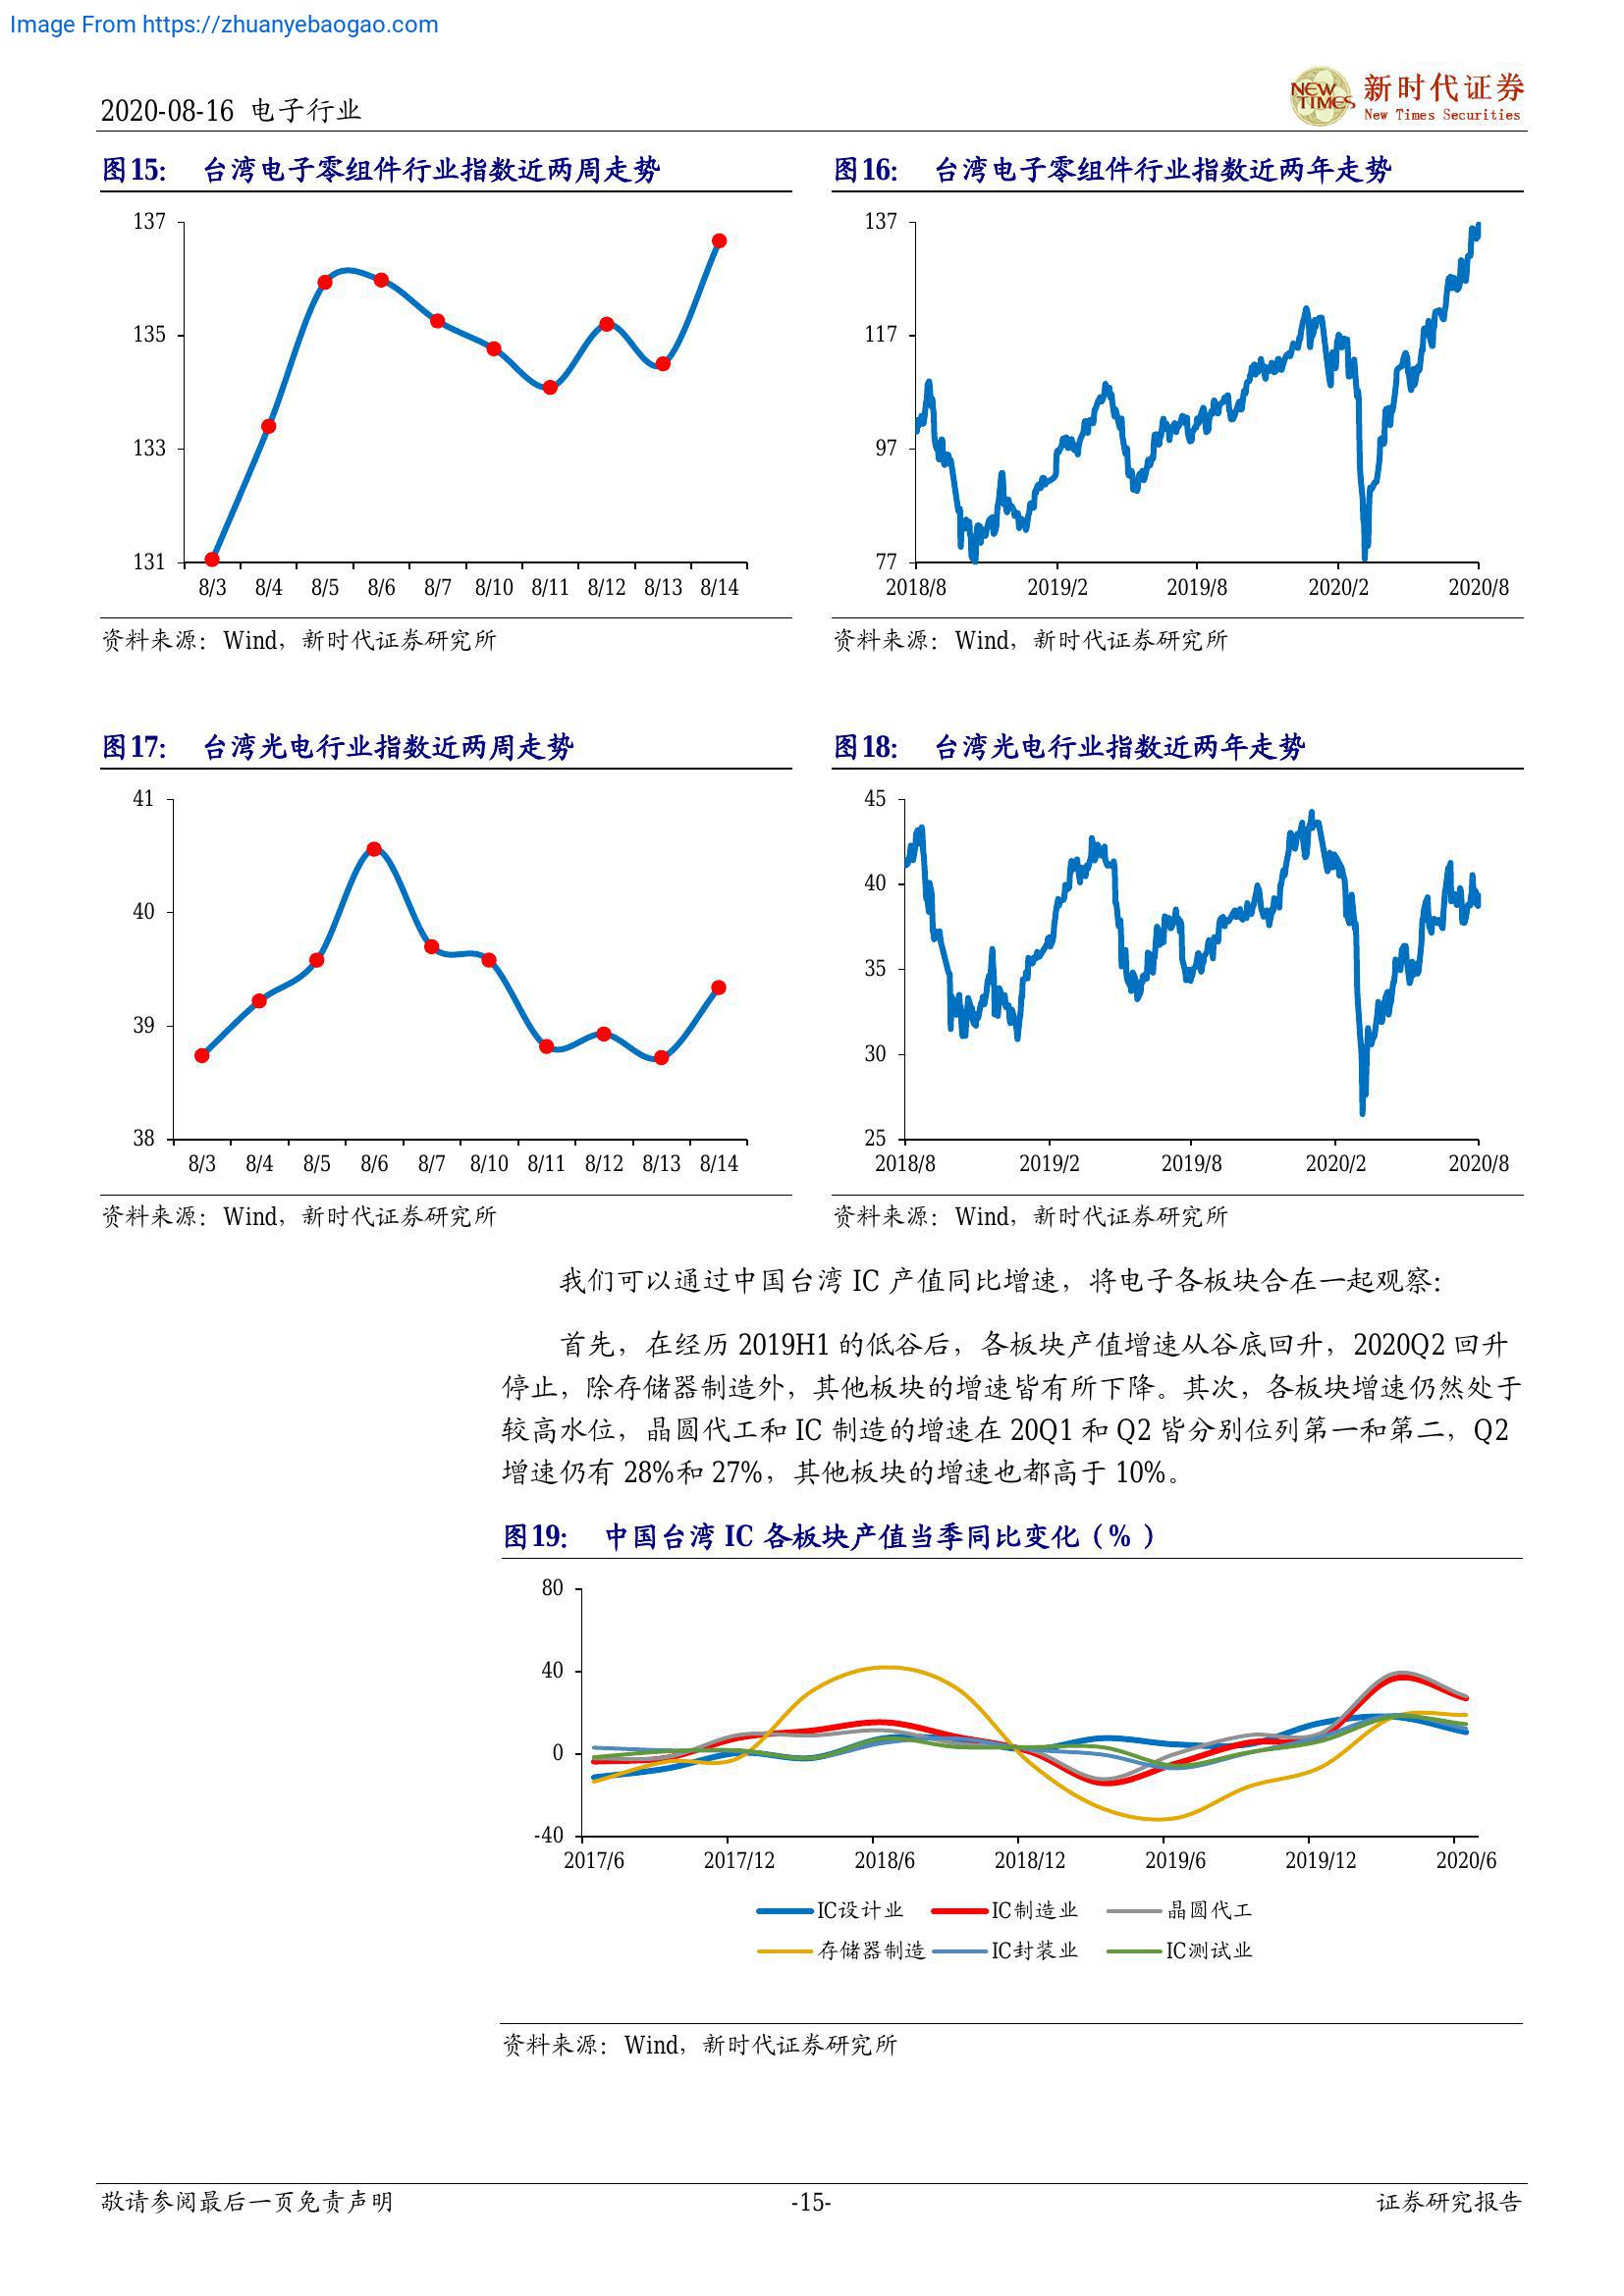 Image From https://zhuanyebaogao.com
2020-08-16 电子行业
NEW TIMES
新时代证券
New Times Securities
图15: 台湾电子零组件行业指数近两周走势
137
135
133
131
8/3 8/4 8/5 8/6 8/7 8/10 8/11 8/12 8/13 8/14
资料来源：Wind，新时代证券研究所
图16: 台湾电子零组件行业指数近两年走势
137
117
97
77
2018/8 2019/2 2019/8 2020/2 2020/8
资料来源：Wind，新时代证券研究所
图17: 台湾光电行业指数近两周走势
41
40
39
38
8/3 8/4 8/5 8/6 8/7 8/10 8/11 8/12 8/13 8/14
资料来源：Wind，新时代证券研究所
图18: 台湾光电行业指数近两年走势
45
40
35
30
25
2018/8 2019/2 2019/8 2020/2 2020/8
资料来源：Wind，新时代证券研究所
我们可以通过中国台湾 IC 产值同比增速，将电子各板块合在一起观察：
首先，在经历 2019H1 的低谷后，各板块产值增速从谷底回升，2020Q2 回升
停止，除存储器制造外，其他板块的增速皆有所下降。其次，各板块增速仍然处于
较高水位，晶圆代工和 IC 制造的增速在 20Q1 和 Q2 皆分别位列第一和第二，Q2
增速仍有 28%和 27%，其他板块的增速也都高于 10%。
图19: 中国台湾 IC 各板块产值当季同比变化（% ）
80
40
0
-40
2017/6 2017/12 2018/6 2018/12 2019/6 2019/12 2020/6
IC设计业 IC制造业 晶圆代工
存储器制造 IC封装业 IC测试业
资料来源：Wind，新时代证券研究所
敬请参阅最后一页免责声明 -15- 证券研究报告